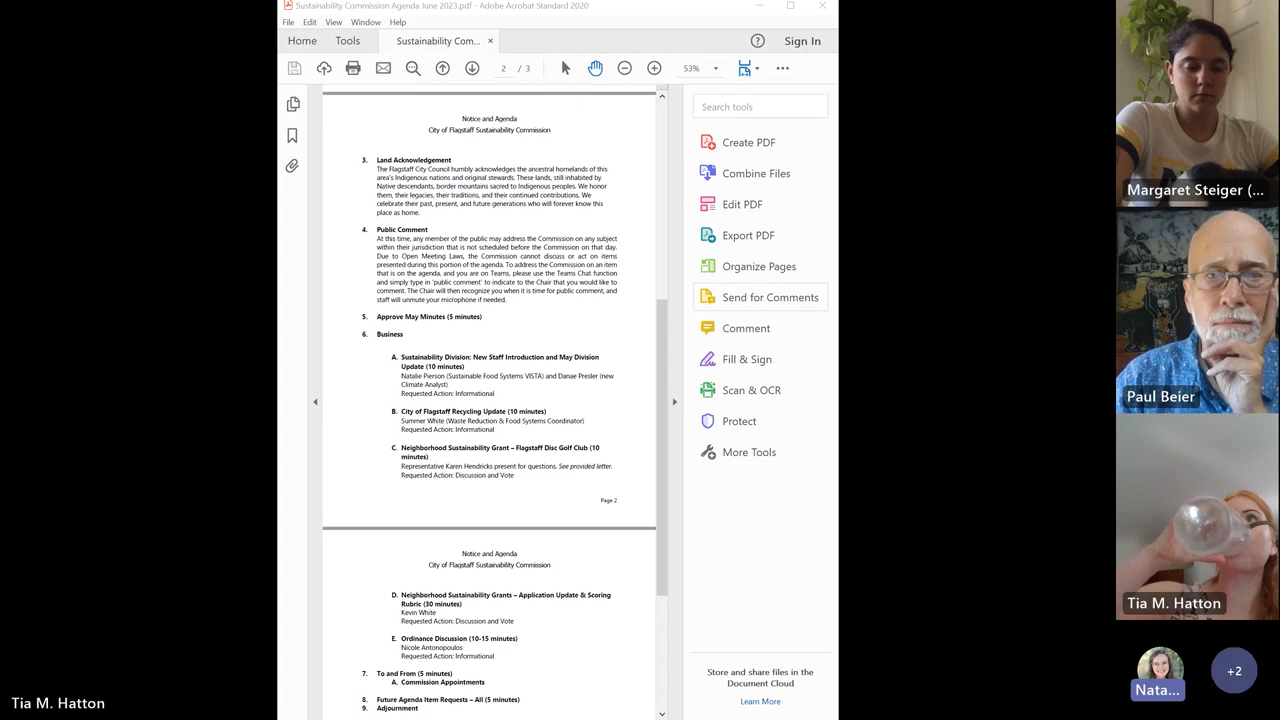 Sustainability Commission Agenda June 2023.pdf - Adobe Acrobat Standard 2020
File Edit View Window Help
Home Tools Sustainability Com... × Sign In
2 / 3 53%
Notice and Agenda
City of Flagstaff Sustainability Commission
3. Land Acknowledgement
The Flagstaff City Council humbly acknowledges the ancestral homelands of this
area's Indigenous nations and original stewards. These lands, still inhabited by
Native descendants, border mountains sacred to Indigenous peoples. We honor
them, their legacies, their traditions, and their continued contributions. We
celebrate their past, present, and future generations who will forever know this
place as home.
4. Public Comment
At this time, any member of the public may address the Commission on any subject
within their jurisdiction that is not scheduled before the Commission on that day.
Due to Open Meeting Laws, the Commission cannot discuss or act on items
presented during this portion of the agenda. To address the Commission on an item
that is on the agenda, and you are on Teams, please use the Teams Chat function
and simply type in 'public comment' to indicate to the Chair that you would like to
comment. The Chair will then recognize you when it is time for public comment, and
staff will unmute your microphone if needed.
5. Approve May Minutes (5 minutes)
6. Business
A. Sustainability Division: New Staff Introduction and May Division
Update (10 minutes)
Natalie Pierson (Sustainable Food Systems VISTA) and Danae Presler (new
Climate Analyst)
Requested Action: Informational
B. City of Flagstaff Recycling Update (10 minutes)
Summer White (Waste Reduction & Food Systems Coordinator)
Requested Action: Informational
C. Neighborhood Sustainability Grant – Flagstaff Disc Golf Club (10
minutes)
Representative Karen Hendricks present for questions. See provided letter.
Requested Action: Discussion and Vote
Page 2
Notice and Agenda
City of Flagstaff Sustainability Commission
D. Neighborhood Sustainability Grants – Application Update & Scoring
Rubric (30 minutes)
Kevin White
Requested Action: Discussion and Vote
E. Ordinance Discussion (10-15 minutes)
Nicole Antonopoulos
Requested Action: Informational
7. To and From (5 minutes)
A. Commission Appointments
8. Future Agenda Item Requests – All (5 minutes)
9. Adjournment
Search tools
Create PDF
Combine Files
Edit PDF
Export PDF
Organize Pages
Send for Comments
Comment
Fill & Sign
Scan & OCR
Protect
More Tools
Store and share files in the
Document Cloud
Learn More
Margaret Steiger (...
Paul Beier
Tia M. Hatton
Nata...
+2
Tia M. Hatton